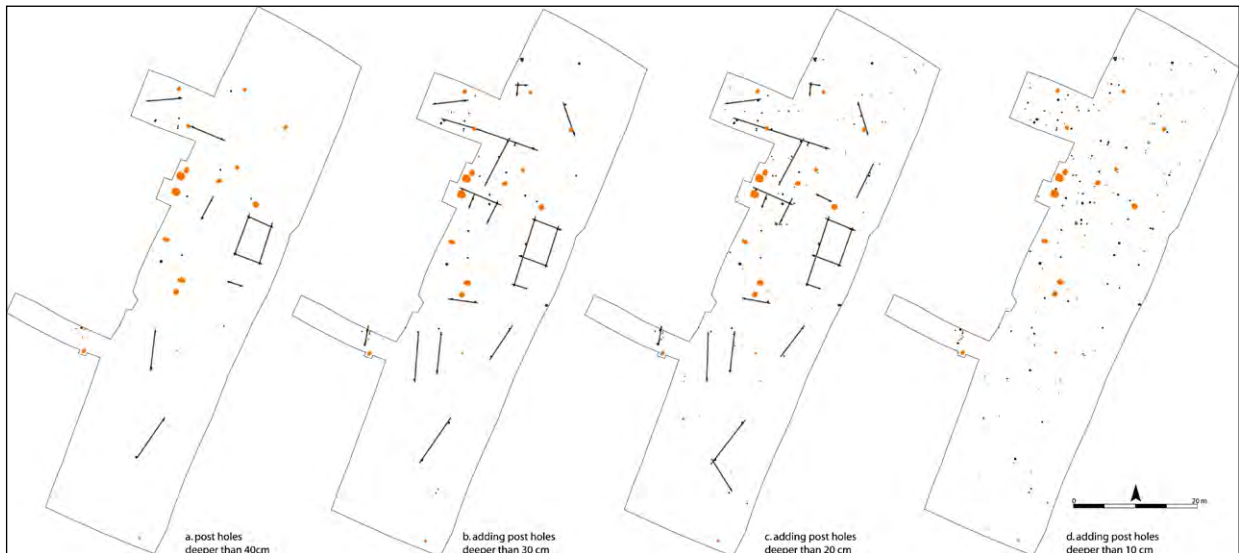 a. post holes
deeper than 40cm
b. adding post holes
deeper than 30 cm
c. adding post holes
deeper than 20 cm
d. adding post holes
deeper than 10 cm
0 20 m